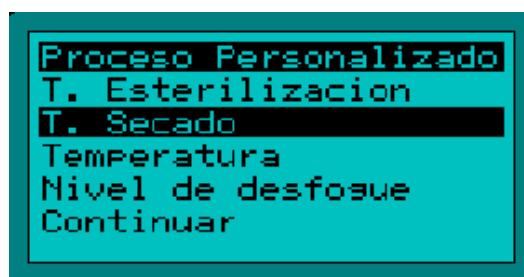 Proceso Personalizado
T. Esterilizacion
T. Secado
Temperatura
Nivel de desfogue
Continuar